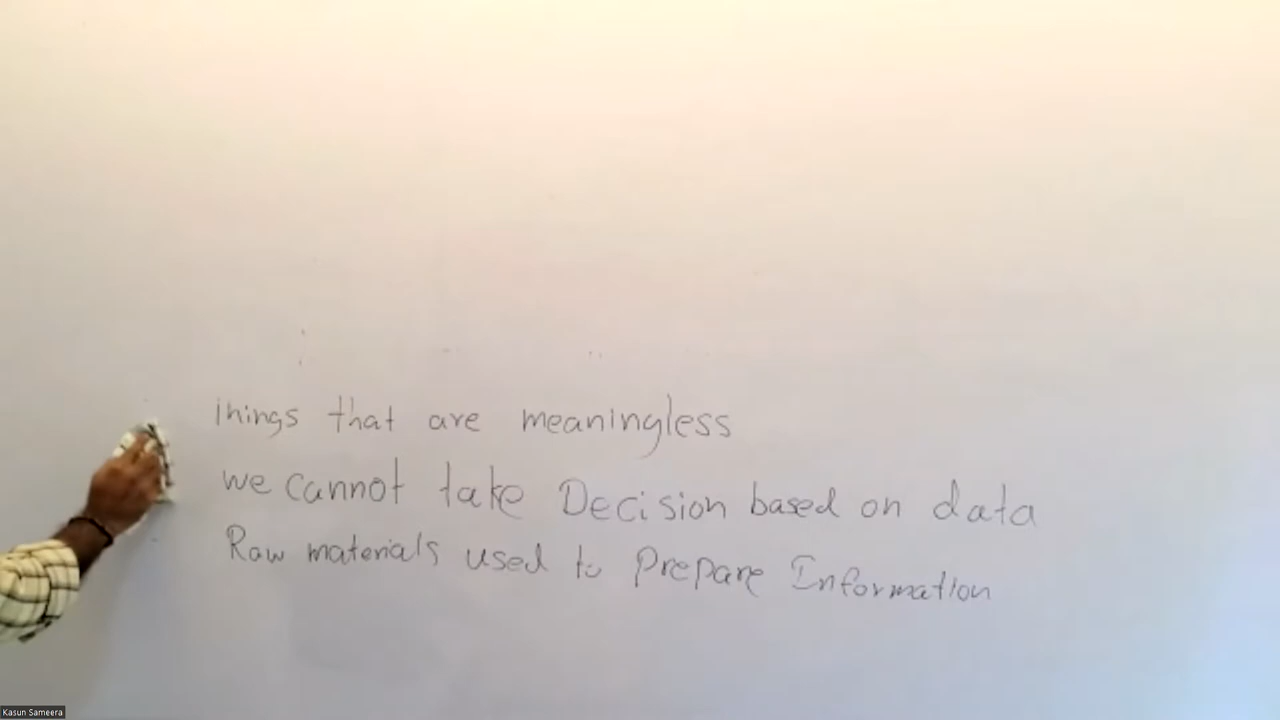 things that are meaningless
we cannot take Decision based on data
Raw materials used to Prepare Information
Kasun Sameera